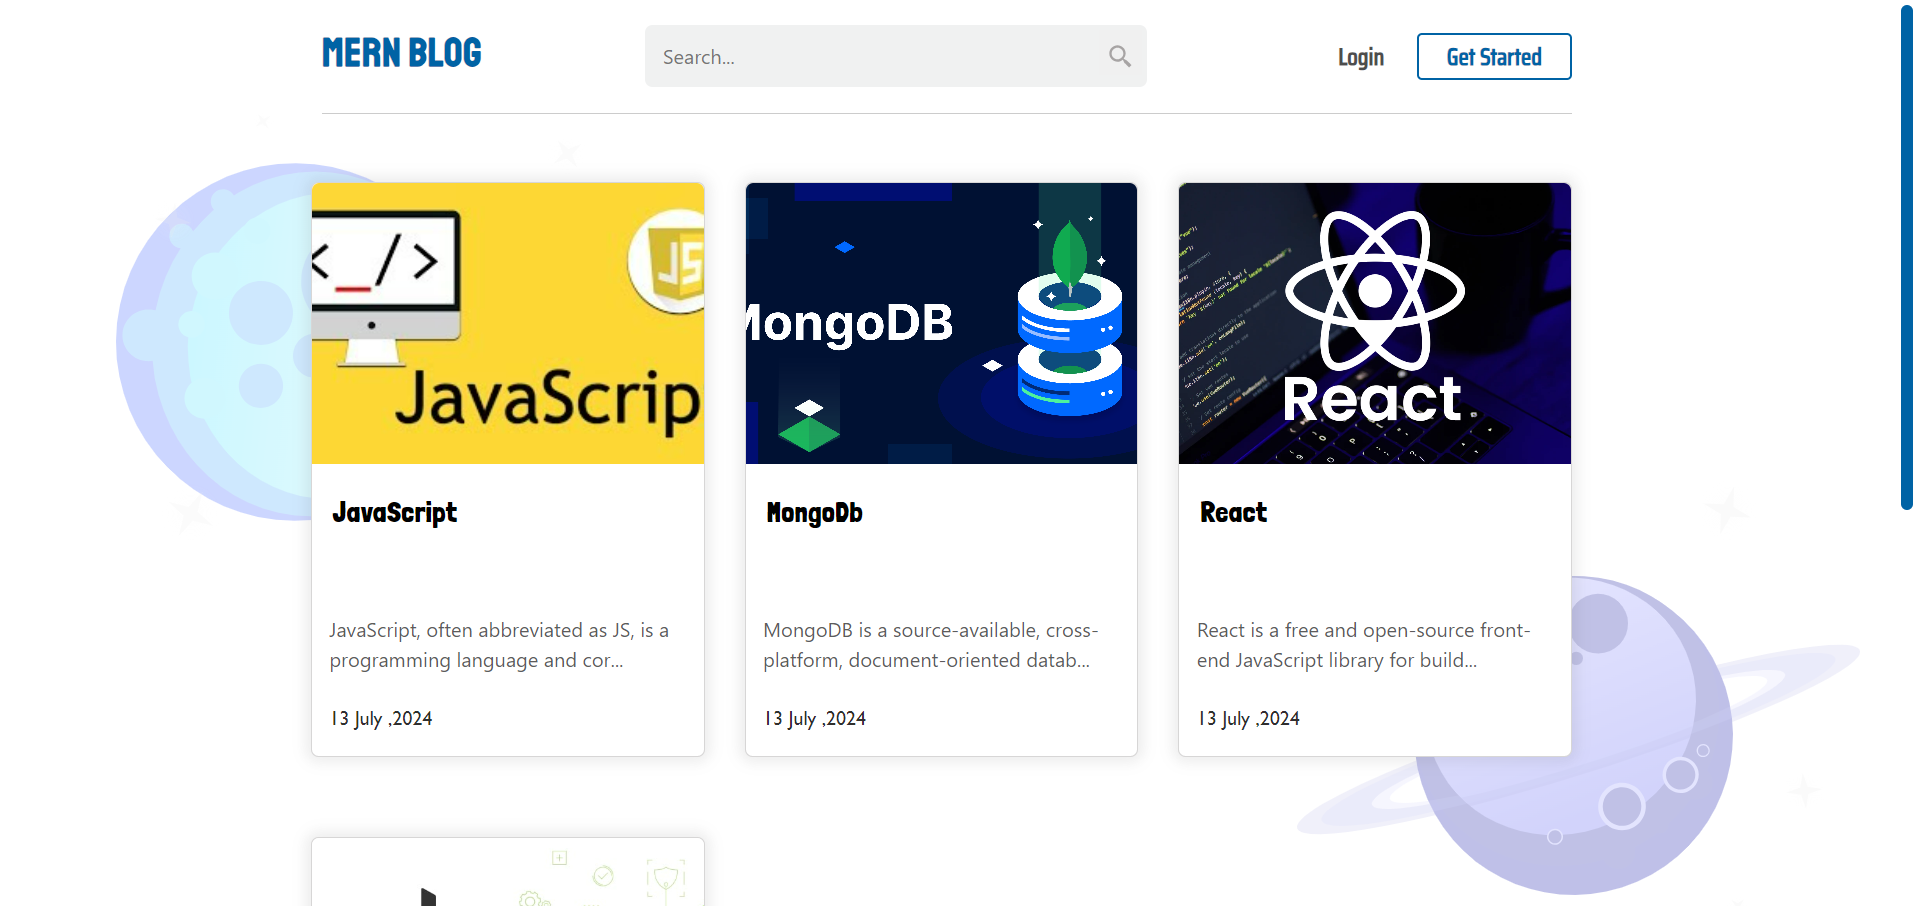 MERN BLOG
Search...
Login
Get Started
<_/>
JS
JavaScrip
MongoDB
React
JavaScript
MongoDb
React
JavaScript, often abbreviated as JS, is a
programming language and cor...
MongoDB is a source-available, cross-
platform, document-oriented datab...
React is a free and open-source front-
end JavaScript library for build...
13 July ,2024
13 July ,2024
13 July ,2024